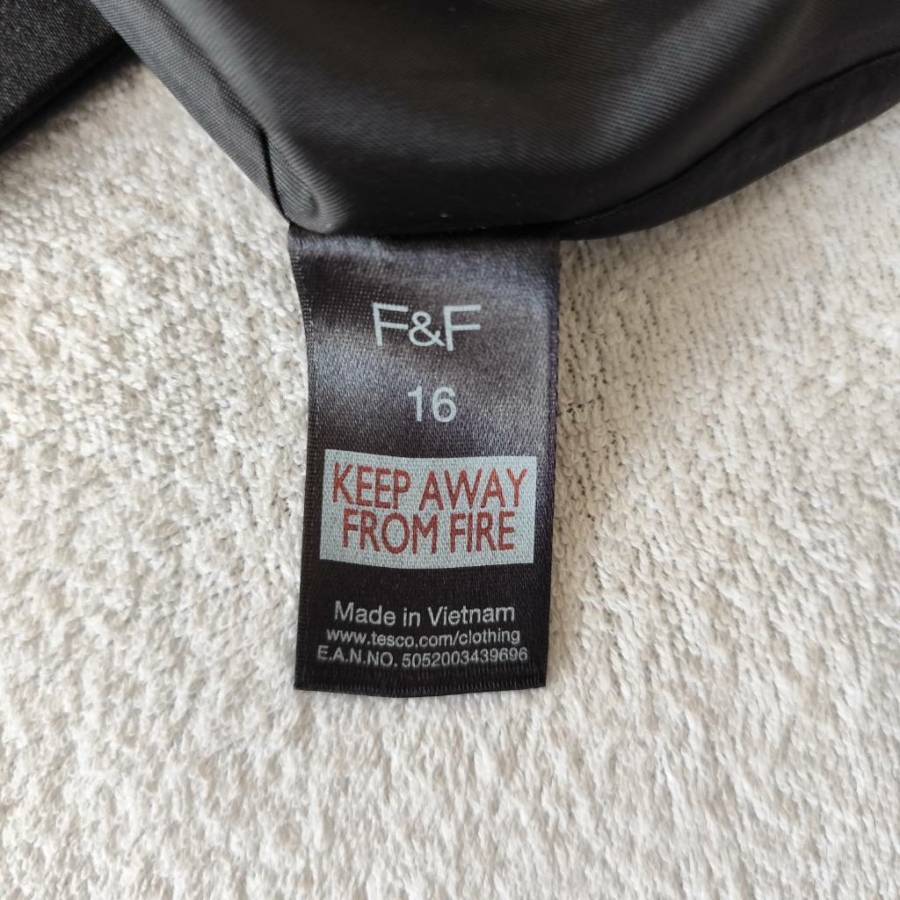 F&F
16
KEEP AWAY
FROM FIRE
Made in Vietnam
www.tesco.com/clothing
E.A.N.NO. 5052003439696